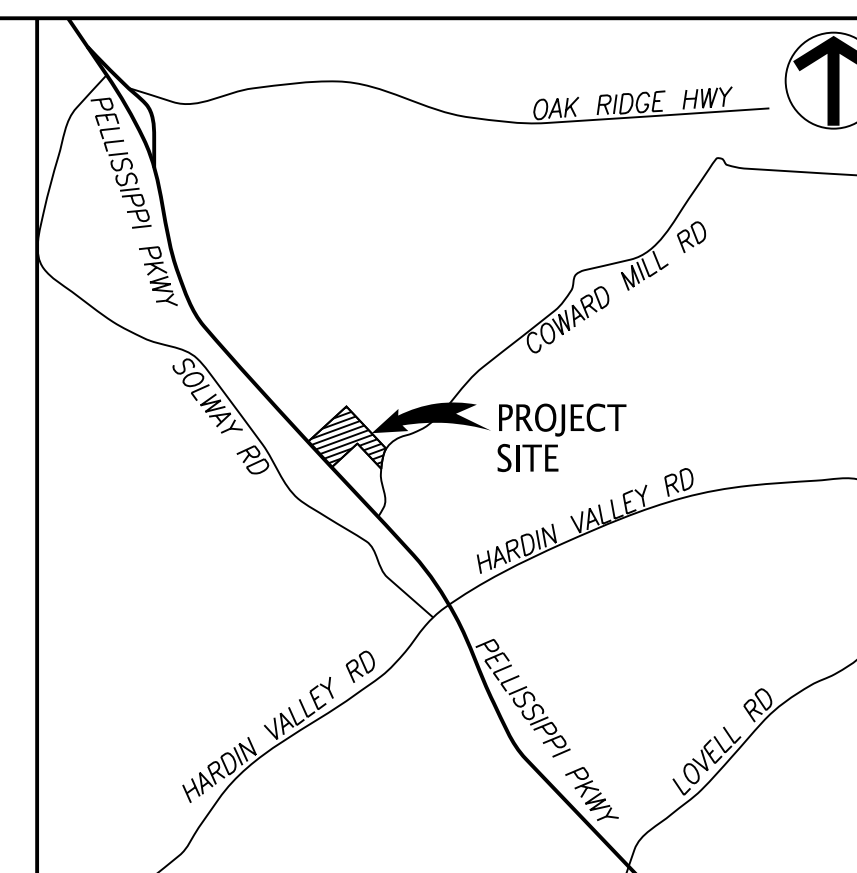 OAK RIDGE HWY
PELLISSIPPI PKWY
COWARD MILL RD
SOLWAY RD
PROJECT
SITE
HARDIN VALLEY RD
HARDIN VALLEY RD
PELLISSIPPI PKWY
LOVELL RD